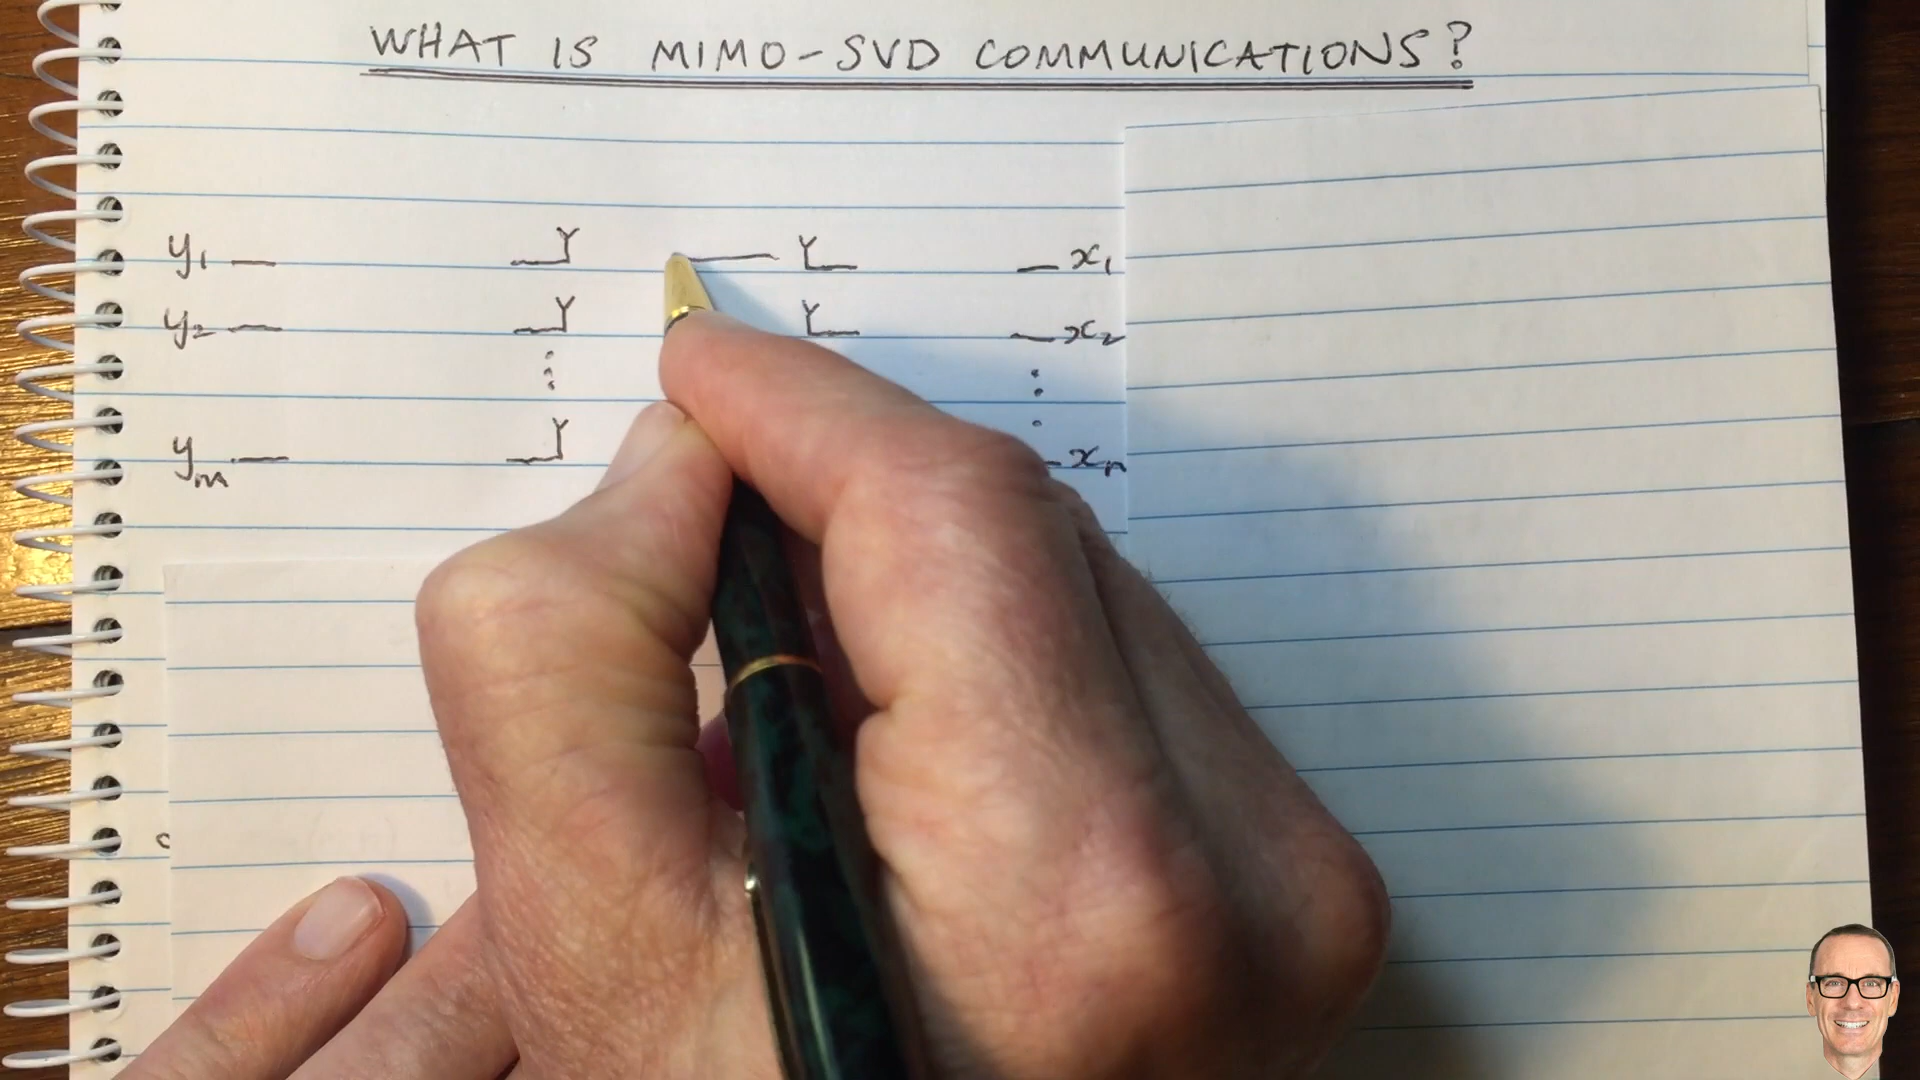 WHAT IS MIMO-SVD COMMUNICATIONS?
y₁ x₁
y₂ x₂
yₘ xₙ